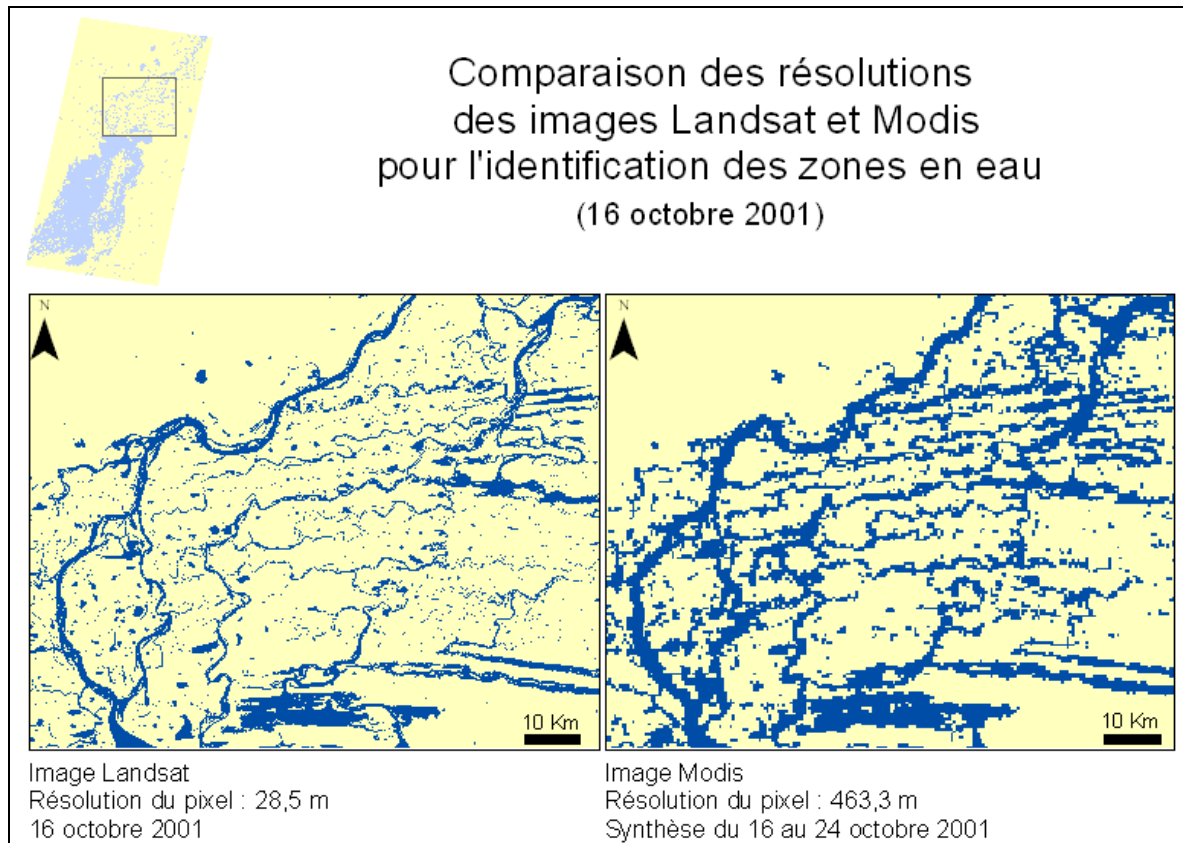 Comparaison des résolutions
des images Landsat et Modis
pour l'identification des zones en eau
(16 octobre 2001)
N
N
10 Km
10 Km
Image Landsat
Résolution du pixel : 28,5 m
16 octobre 2001
Image Modis
Résolution du pixel : 463,3 m
Synthèse du 16 au 24 octobre 2001